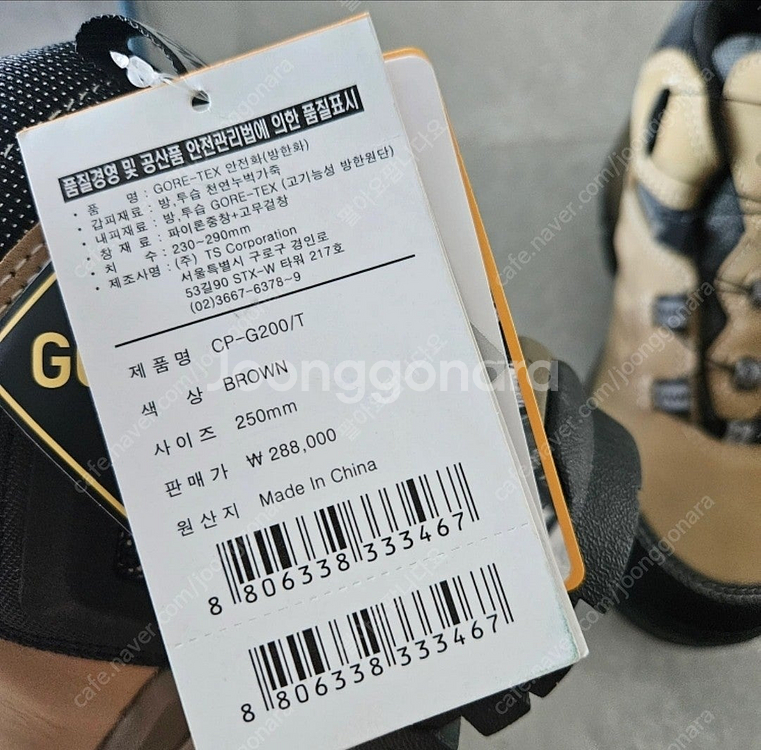 품질경영 및 공산품 안전관리법에 의한 품질표시
• 품 명 : GORE-TEX 안전화(방한화)
• 갑피재료 : 방,투습 천연누벅가죽
• 내피재료 : 방,투습 GORE-TEX (고기능성 방한원단)
• 창 재 료 : 파이론중창+고무겉창
• 치 수 : 230-290mm
• 제조사명 : (주) TS Corporation
서울특별시 구로구 경인로
53길90 STX-W 타워 217호
(02)3667-6378~9
제 품 명 CP-G200/T
색 상 BROWN
사 이 즈 250mm
판 매 가 ₩ 288,000
원 산 지 Made In China
8 806338 333467
8 806338 333467
Joonggonara
cafe.naver.com/joonggonara